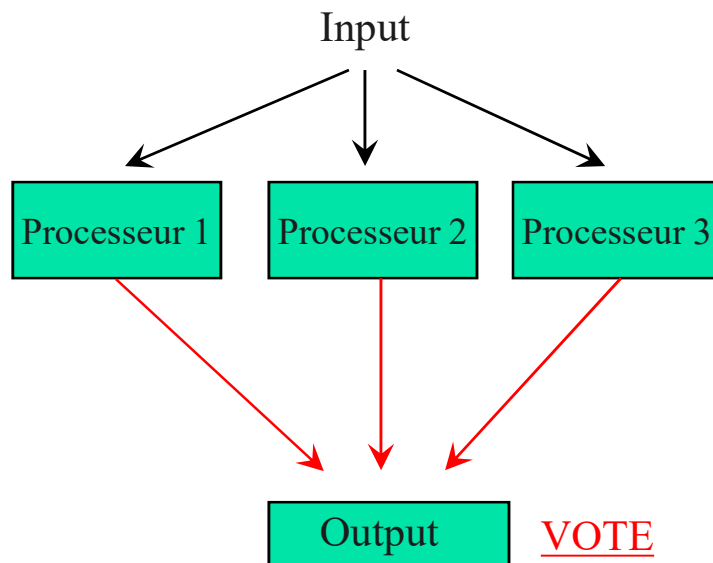 Input
Processeur 1
Processeur 2
Processeur 3
Output
VOTE